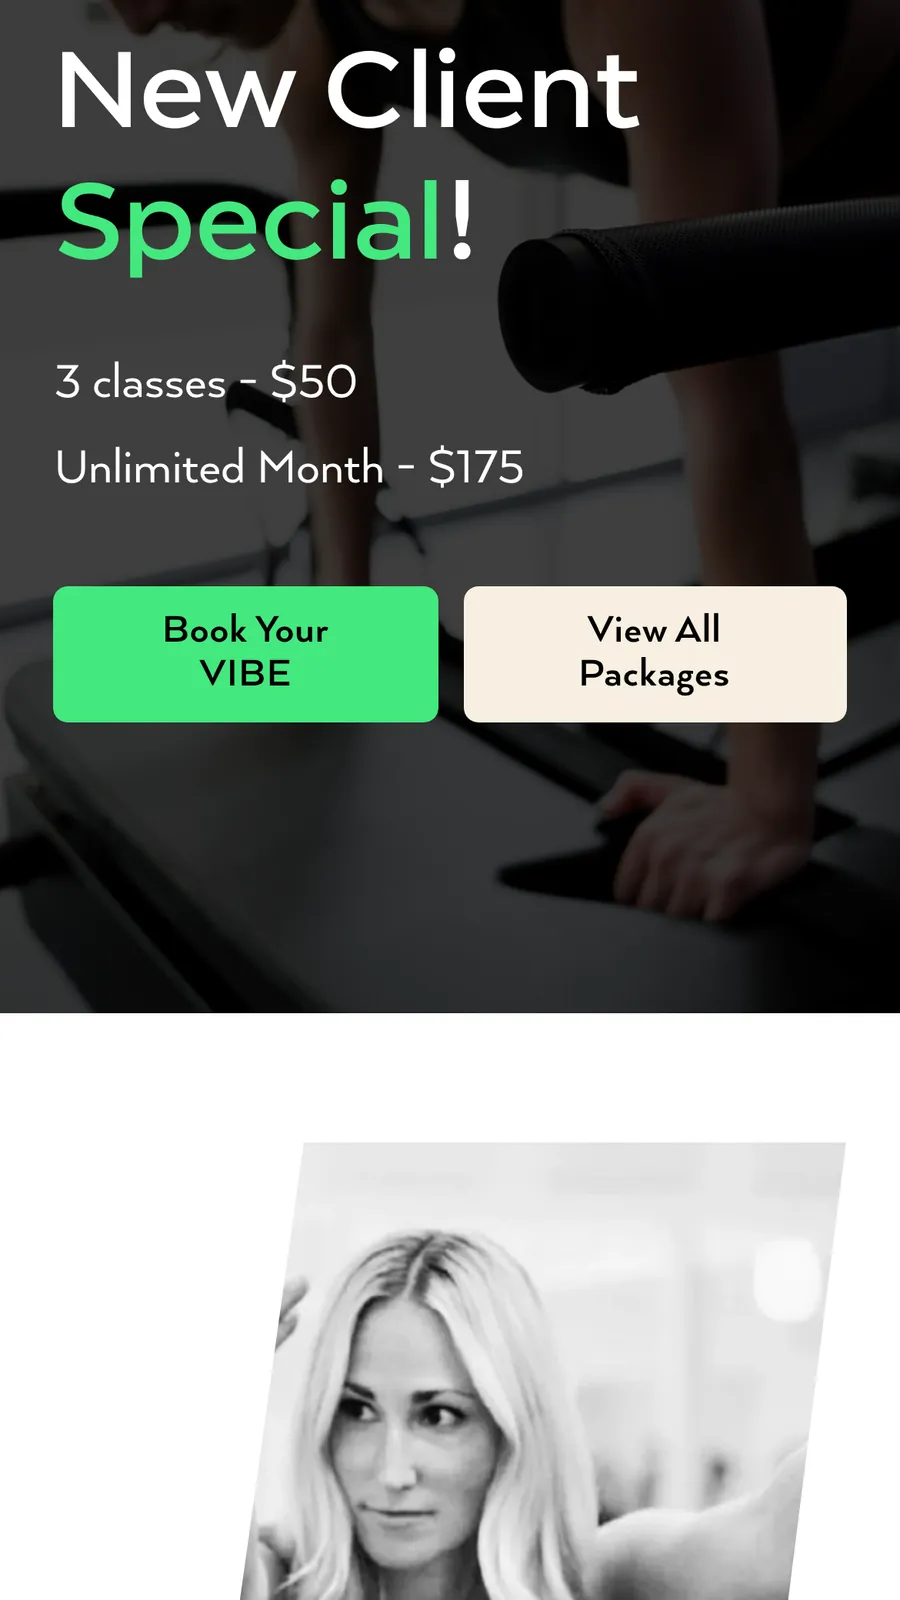 New Client
Special!
3 classes - $50
Unlimited Month - $175
Book Your
VIBE
View All
Packages